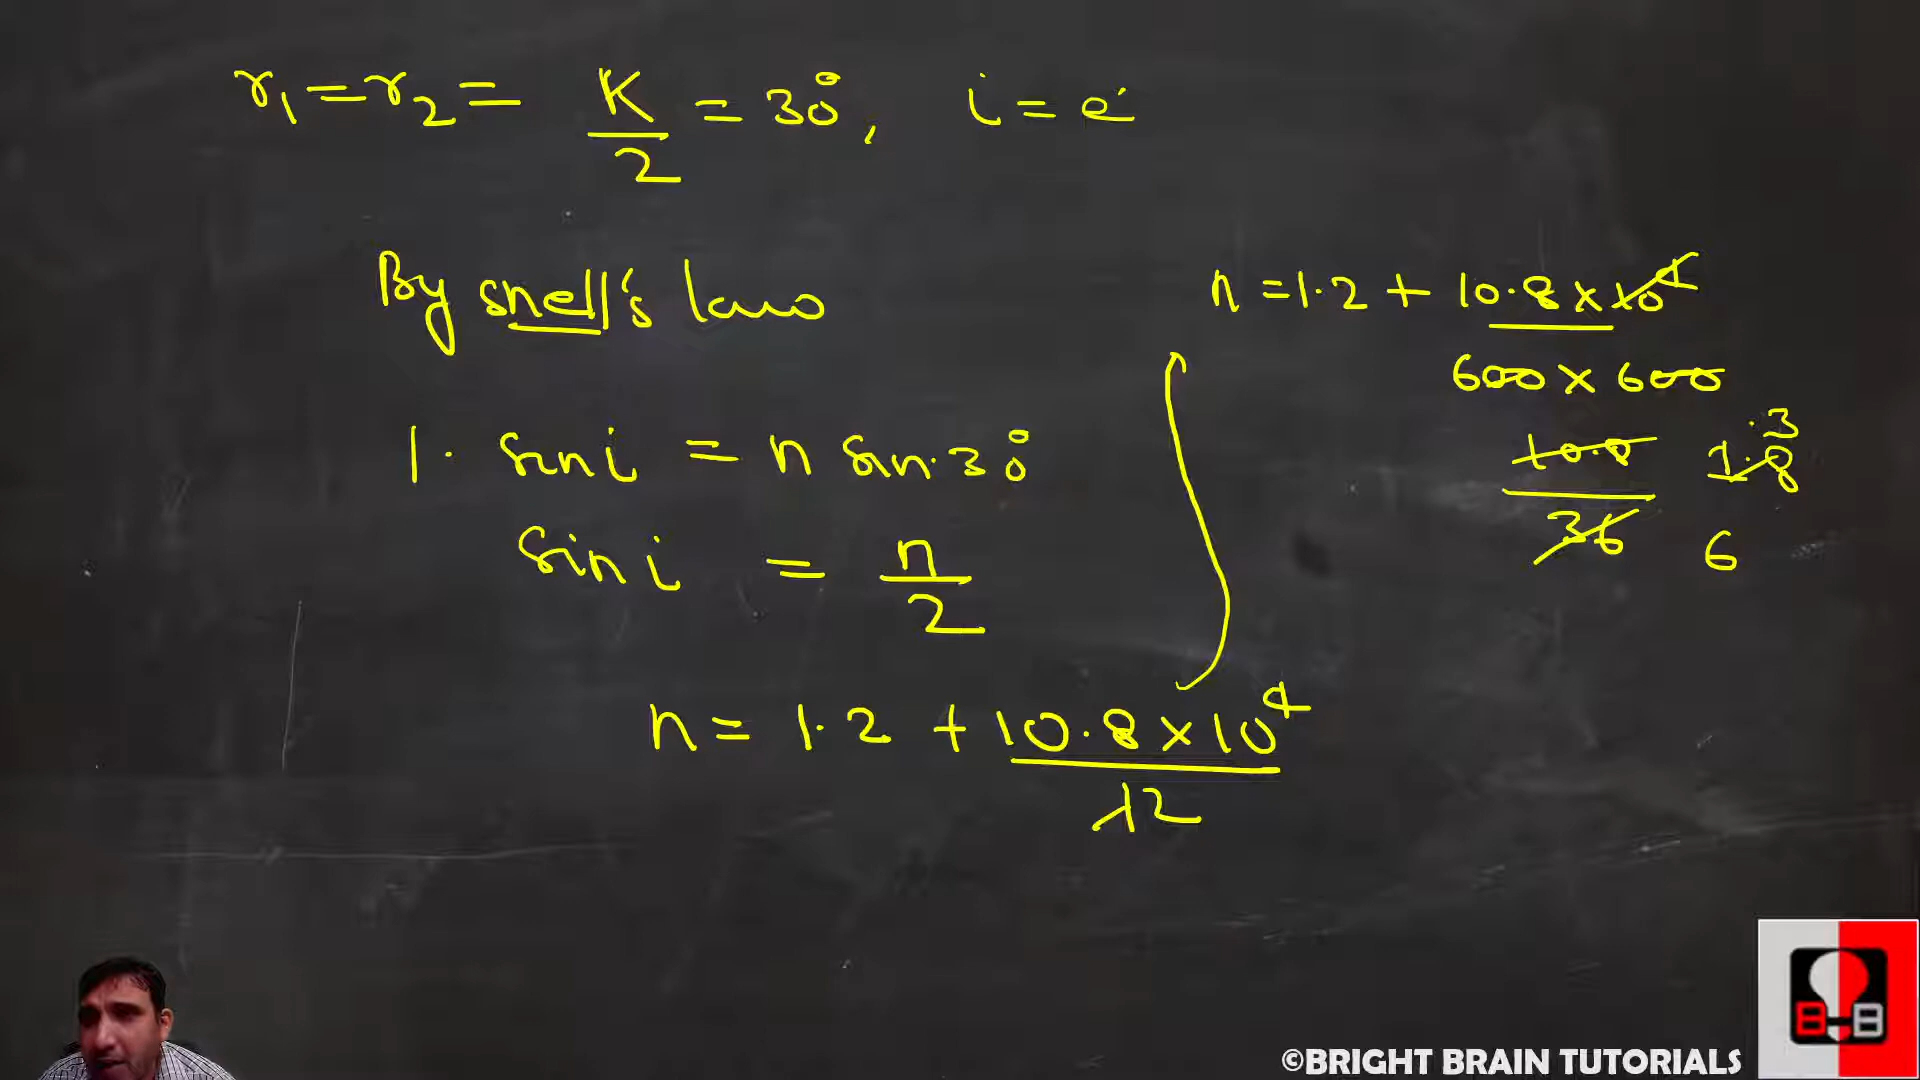 r₁ = r₂ = K/2 = 30°, i = e
By snell's law
1. sin i = n sin. 30°
sin i = n/2
n = 1.2 + 10.8 × 10⁴ / λ2
n = 1.2 + 10.8 × 10⁴
600 × 600
10.8 1.8 .3
36 6
B-B
©BRIGHT BRAIN TUTORIALS